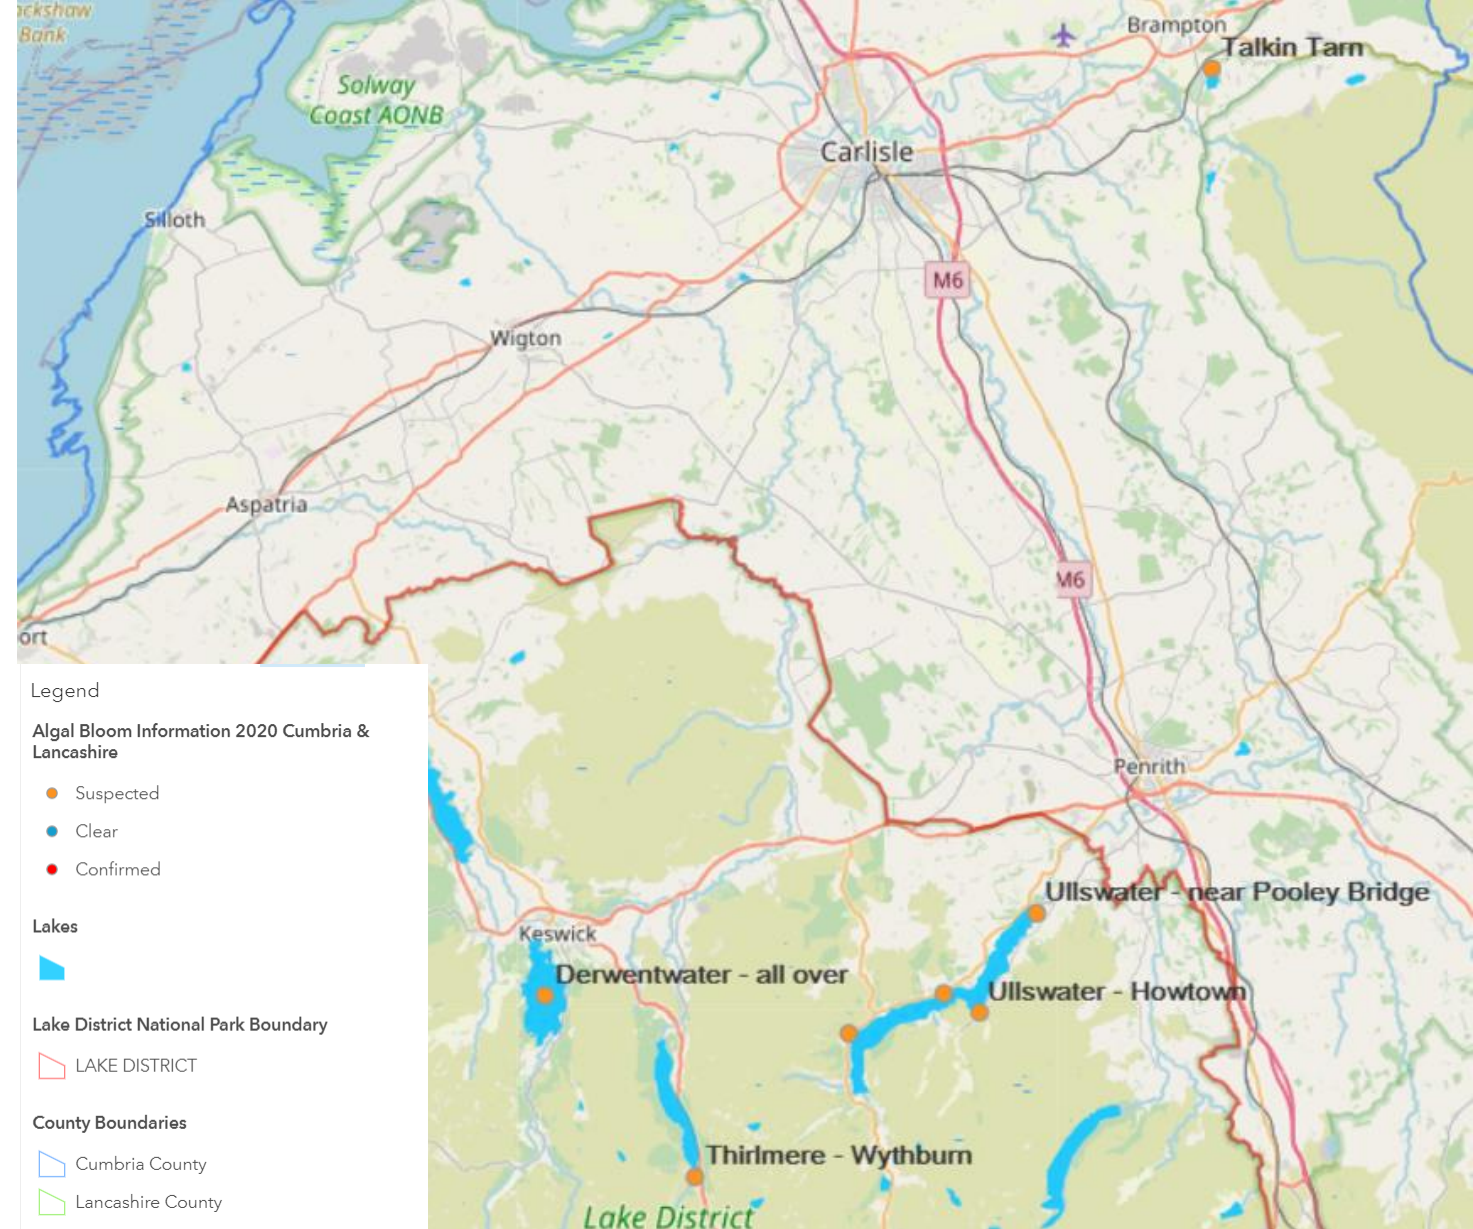 ackshaw
Bank
Brampton
Talkin Tarn
Solway
Coast AONB
Carlisle
Silloth
M6
Wigton
Aspatria
M6
ort
Penrith
Legend
Algal Bloom Information 2020 Cumbria &
Lancashire
Suspected
Clear
Confirmed
Lakes
Lake District National Park Boundary
LAKE DISTRICT
County Boundaries
Cumbria County
Lancashire County
Ullswater - near Pooley Bridge
Keswick
Derwentwater - all over
Ullswater - Howtown
Thirlmere - Wythburn
Lake District